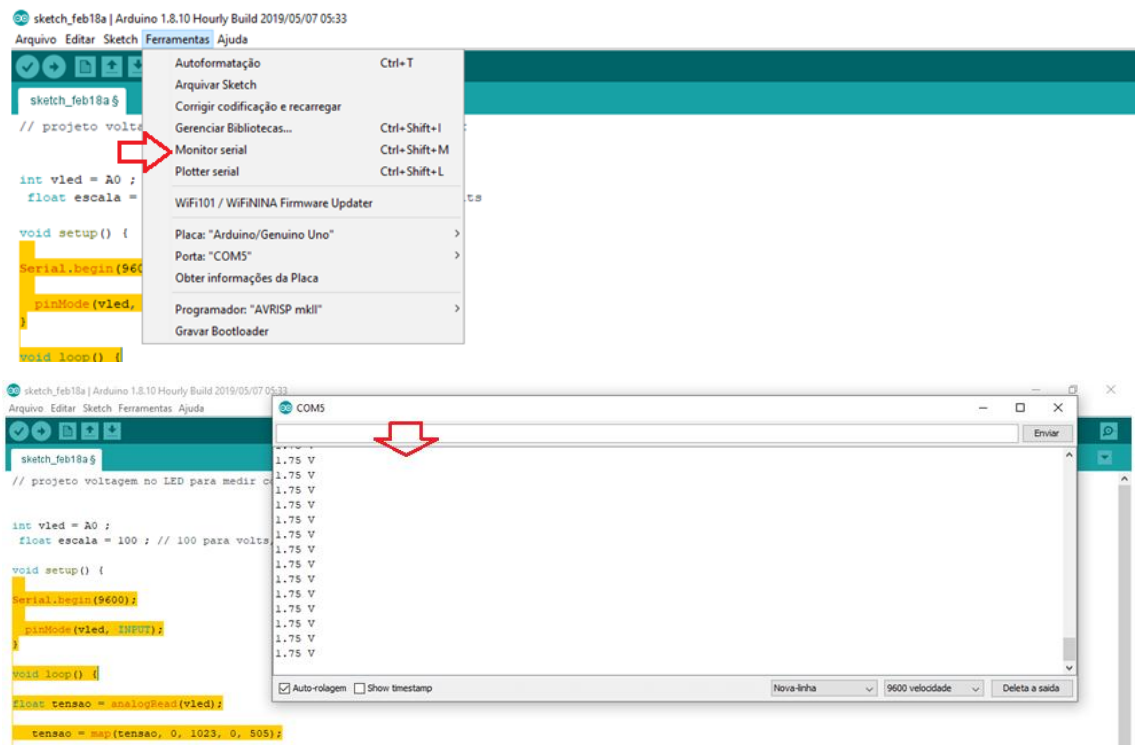 sketch_feb18a | Arduino 1.8.10 Hourly Build 2019/05/07 05:33
Arquivo Editar Sketch Ferramentas Ajuda
Autoformatação Ctrl+T
Arquivar Sketch
Corrigir codificação e recarregar
Gerenciar Bibliotecas... Ctrl+Shift+I
Monitor serial Ctrl+Shift+M
Plotter serial Ctrl+Shift+L
WiFi101 / WiFiNINA Firmware Updater
Placa: "Arduino/Genuino Uno"
Porta: "COM5"
Obter informações da Placa
Programador: "AVRISP mkII"
Gravar Bootloader
sketch_feb18a §
// projeto volta
int vled = A0 ;
float escala = ts
void setup() {
Serial.begin(960
pinMode(vled,
}
void loop() {
sketch_feb18a | Arduino 1.8.10 Hourly Build 2019/05/07 05:33
Arquivo Editar Sketch Ferramentas Ajuda
sketch_feb18a §
// projeto voltagem no LED para medir co
int vled = A0 ;
float escala = 100 ; // 100 para volts,
void setup() {
Serial.begin(9600);
pinMode(vled, INPUT);
}
void loop() {
float tensao = analogRead(vled);
tensao = map(tensao, 0, 1023, 0, 505);
COM5
Enviar
1.75 V
1.75 V
1.75 V
1.75 V
1.75 V
1.75 V
1.75 V
1.75 V
1.75 V
1.75 V
1.75 V
1.75 V
1.75 V
1.75 V
Auto-rolagem Show timestamp Nova-linha 9600 velocidade Deleta a saida